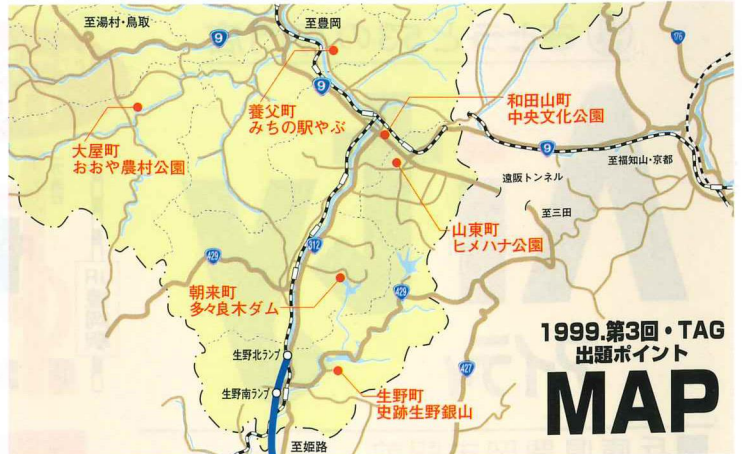 至湯村・鳥取
至豊岡
9
176
9
養父町
みちの駅やぶ
和田山町
中央文化公園
大屋町
おおや農村公園
9
至福知山・京都
遠阪トンネル
至三田
山東町
ヒメハナ公園
312
429
朝来町
多々良木ダム
429
1999.第3回・TAG
出題ポイント
MAP
生野北ランプ
427
生野南ランプ
生野町
史跡生野銀山
至姫路